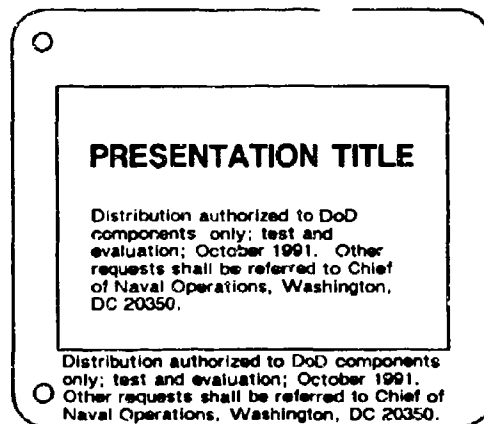 PRESENTATION TITLE
Distribution authorized to DoD
components only; test and
evaluation; October 1991. Other
requests shall be referred to Chief
of Naval Operations, Washington,
DC 20350.
Distribution authorized to DoD components
only; test and evaluation; October 1991.
Other requests shall be referred to Chief of
Naval Operations, Washington, DC 20350.